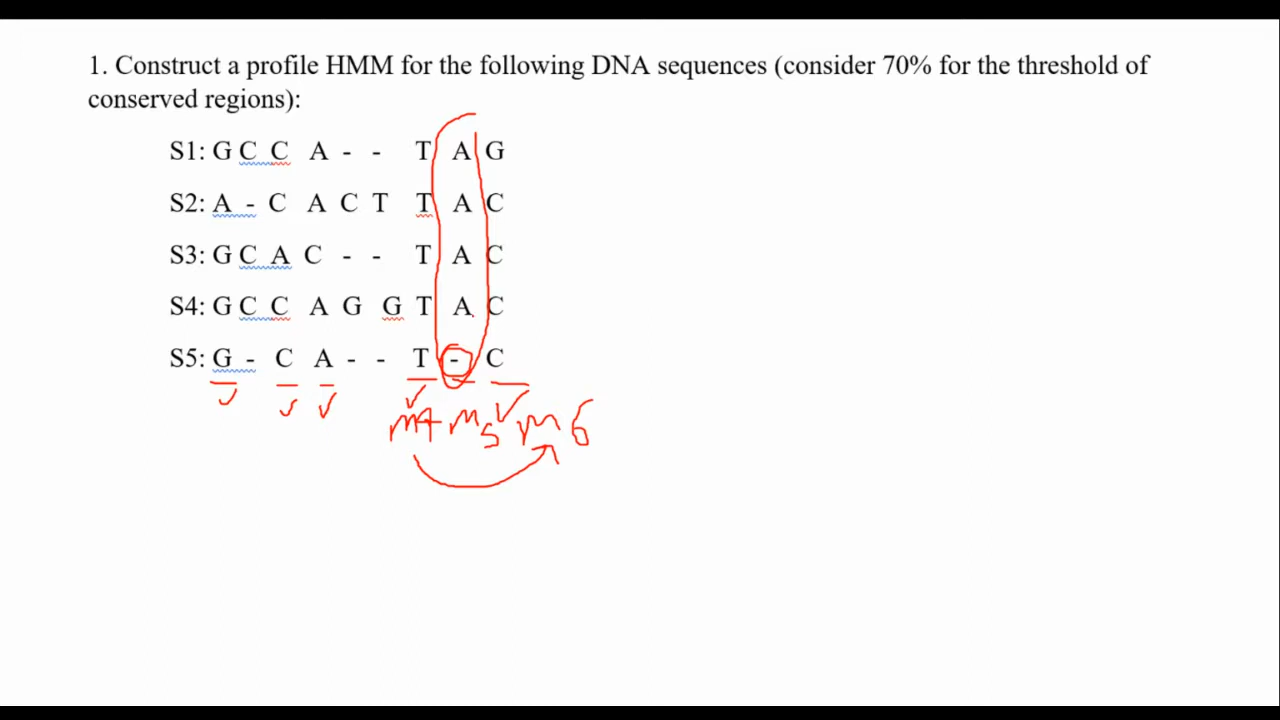 1. Construct a profile HMM for the following DNA sequences (consider 70% for the threshold of
conserved regions):
S1: G C C A - - T A G
S2: A - C A C T T A C
S3: G C A C - - T A C
S4: G C C A G G T A C
S5: G - C A - - T - C
m4 m5 m6